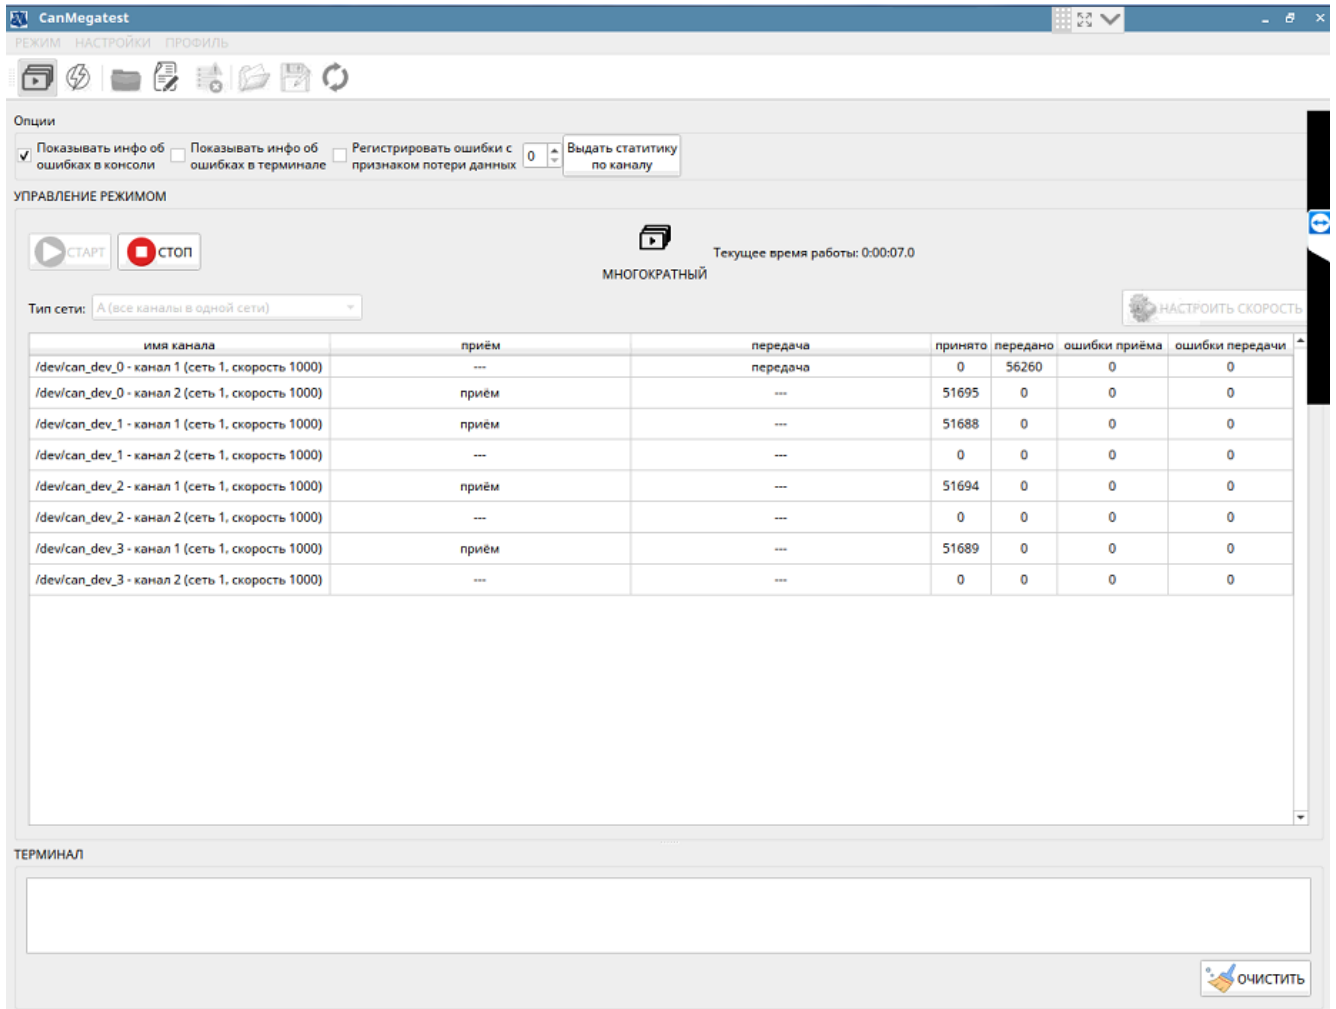 CanMegatest
РЕЖИМ НАСТРОЙКИ ПРОФИЛЬ
Опции
Показывать инфо об ошибках в консоли
Показывать инфо об ошибках в терминале
Регистрировать ошибки с признаком потери данных
0
Выдать статитику по каналу
УПРАВЛЕНИЕ РЕЖИМОМ
СТАРТ
СТОП
МНОГОКРАТНЫЙ
Текущее время работы: 0:00:07.0
Тип сети: А (все каналы в одной сети)
НАСТРОИТЬ СКОРОСТЬ
имя канала приём передача принято передано ошибки приёма ошибки передачи
/dev/can_dev_0 - канал 1 (сеть 1, скорость 1000) --- передача 0 56260 0 0
/dev/can_dev_0 - канал 2 (сеть 1, скорость 1000) приём --- 51695 0 0 0
/dev/can_dev_1 - канал 1 (сеть 1, скорость 1000) приём --- 51688 0 0 0
/dev/can_dev_1 - канал 2 (сеть 1, скорость 1000) --- --- 0 0 0 0
/dev/can_dev_2 - канал 1 (сеть 1, скорость 1000) приём --- 51694 0 0 0
/dev/can_dev_2 - канал 2 (сеть 1, скорость 1000) --- --- 0 0 0 0
/dev/can_dev_3 - канал 1 (сеть 1, скорость 1000) приём --- 51689 0 0 0
/dev/can_dev_3 - канал 2 (сеть 1, скорость 1000) --- --- 0 0 0 0
ТЕРМИНАЛ
ОЧИСТИТЬ